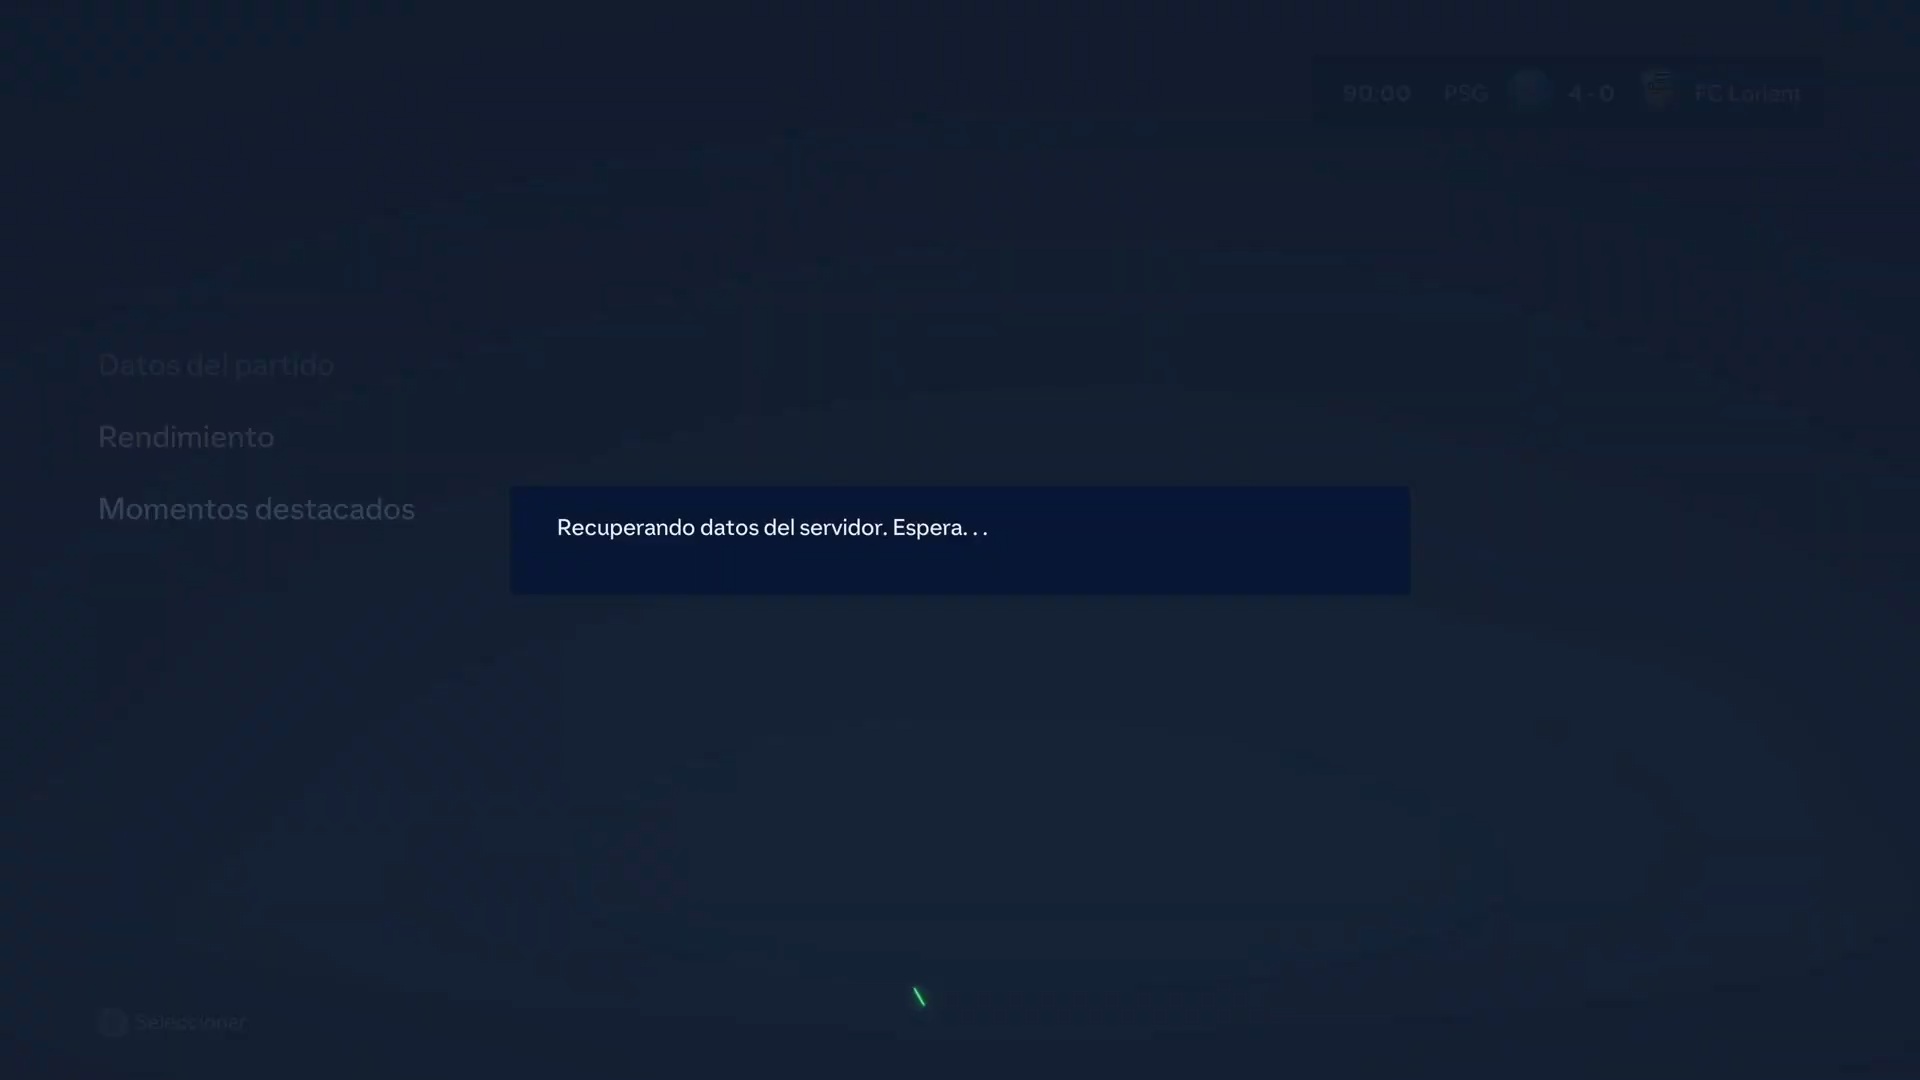 90:00 PSG 4 - 0 FC Lorient
Datos del partido
Rendimiento
Momentos destacados
Recuperando datos del servidor. Espera. . .
Seleccionar